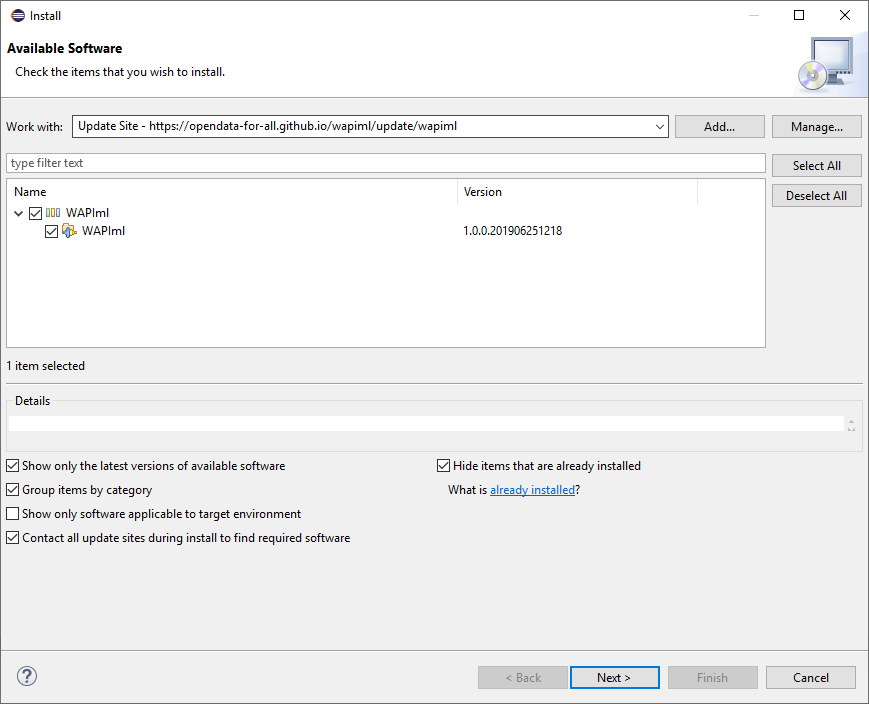 Install
Available Software
Check the items that you wish to install.
Work with: Update Site - https://opendata-for-all.github.io/wapiml/update/wapiml Add... Manage...
type filter text Select All
Name Version Deselect All
WAPIml
WAPIml 1.0.0.201906251218
1 item selected
Details
Show only the latest versions of available software Hide items that are already installed
Group items by category What is already installed?
Show only software applicable to target environment
Contact all update sites during install to find required software
? < Back Next > Finish Cancel